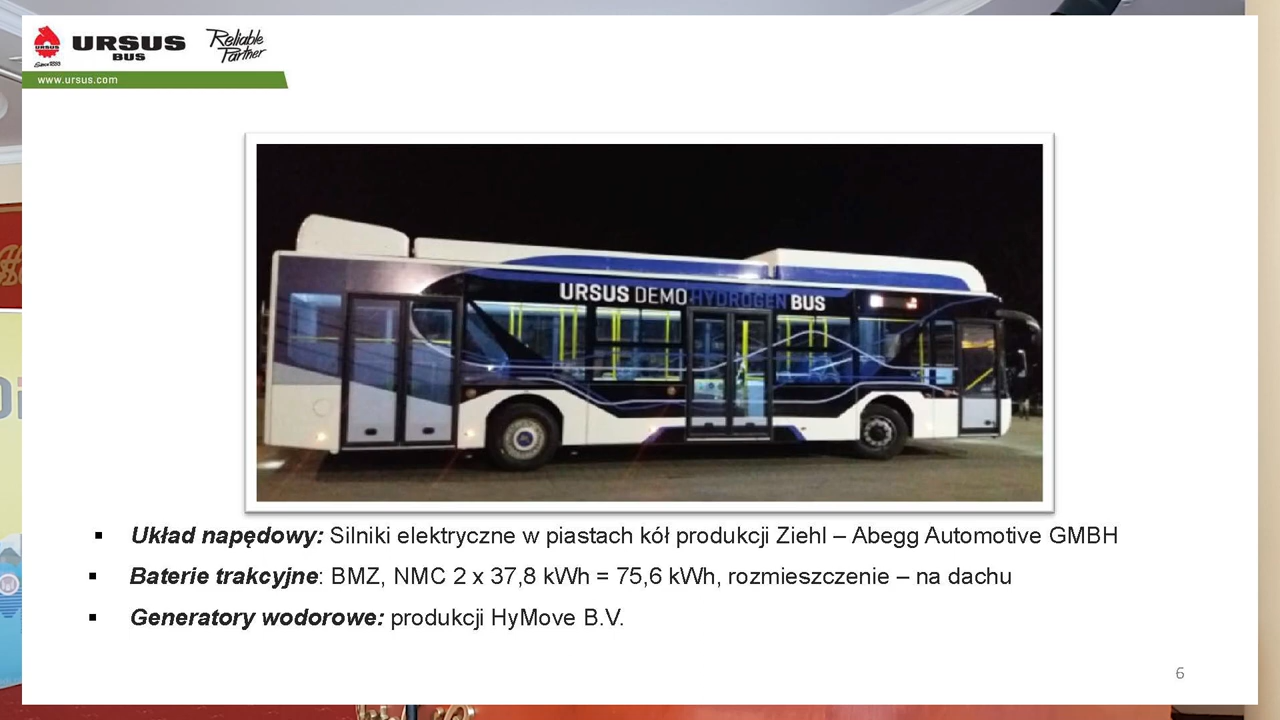 URSUS
BUS
URSUS
Since 1893
Reliable
Partner
www.ursus.com
URSUS DEMO HYDROGEN BUS
Układ napędowy: Silniki elektryczne w piastach kół produkcji Ziehl – Abegg Automotive GMBH
Baterie trakcyjne: BMZ, NMC 2 x 37,8 kWh = 75,6 kWh, rozmieszczenie – na dachu
Generatory wodorowe: produkcji HyMove B.V.
6